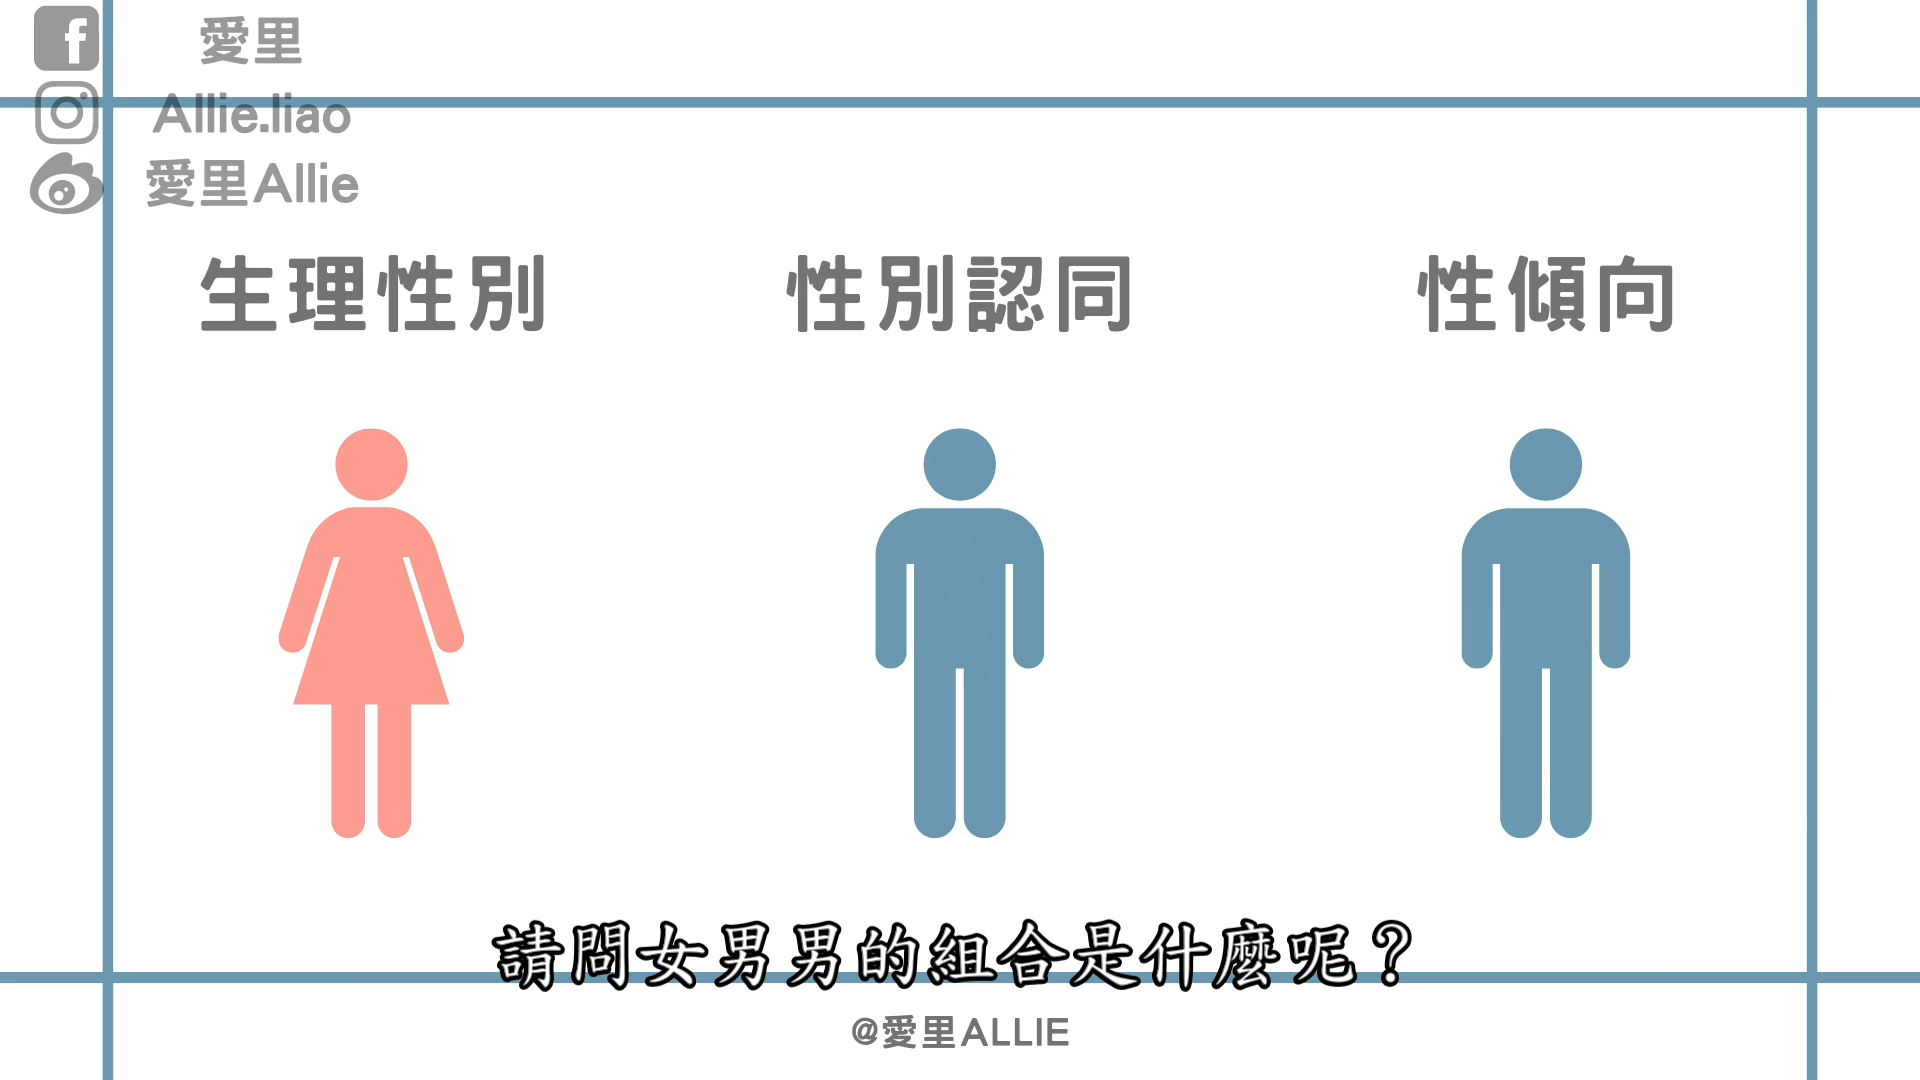 愛里
Allie.liao
愛里Allie
生理性別 性別認同 性傾向
請問女男男的組合是什麼呢？
@愛里ALLIE